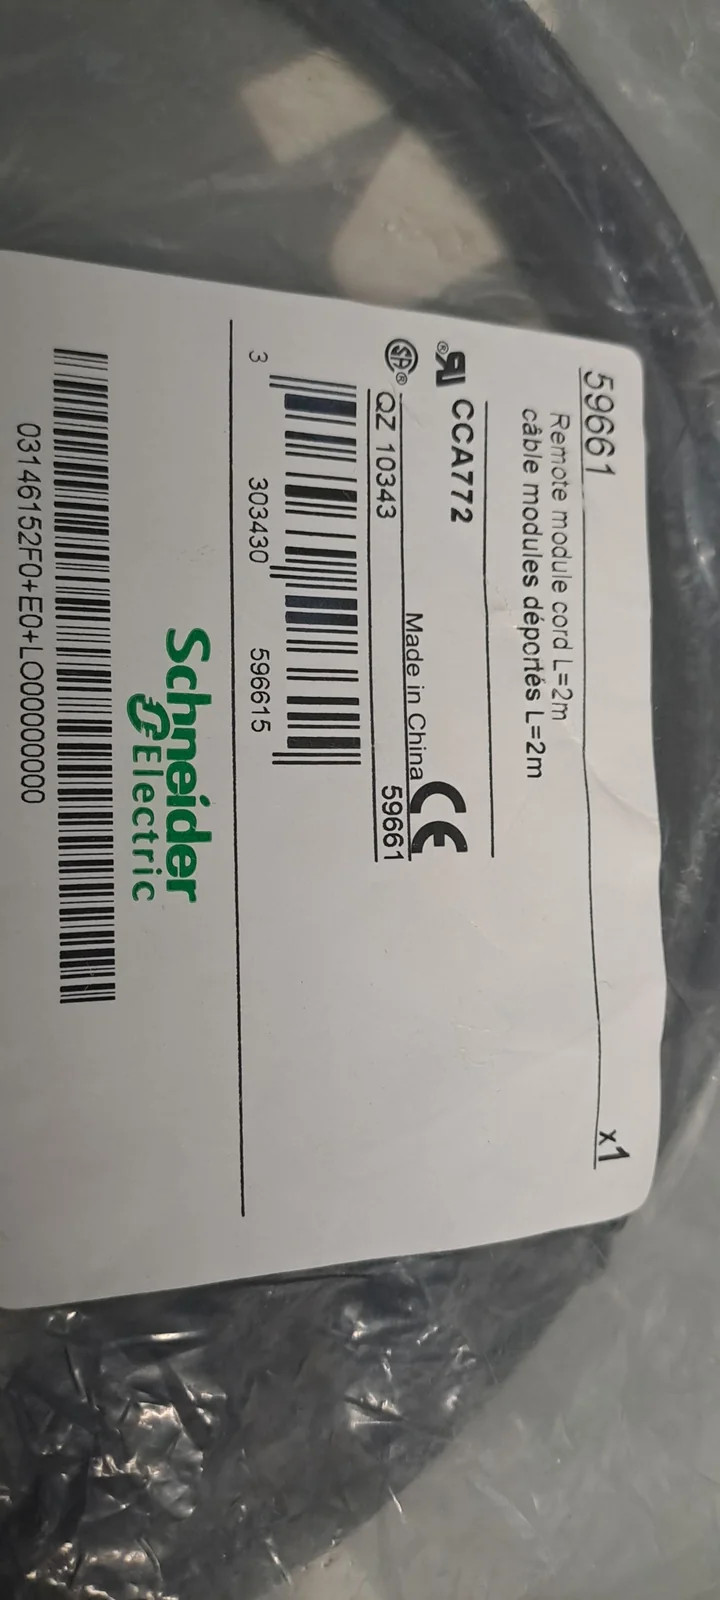 59661
x1
Remote module cord L=2m
câble modules déportés L=2m
CCA772
Made in China
QZ 10343
59661
3 303430 596615
Schneider
Electric
03146152F0+E0+LO00000000